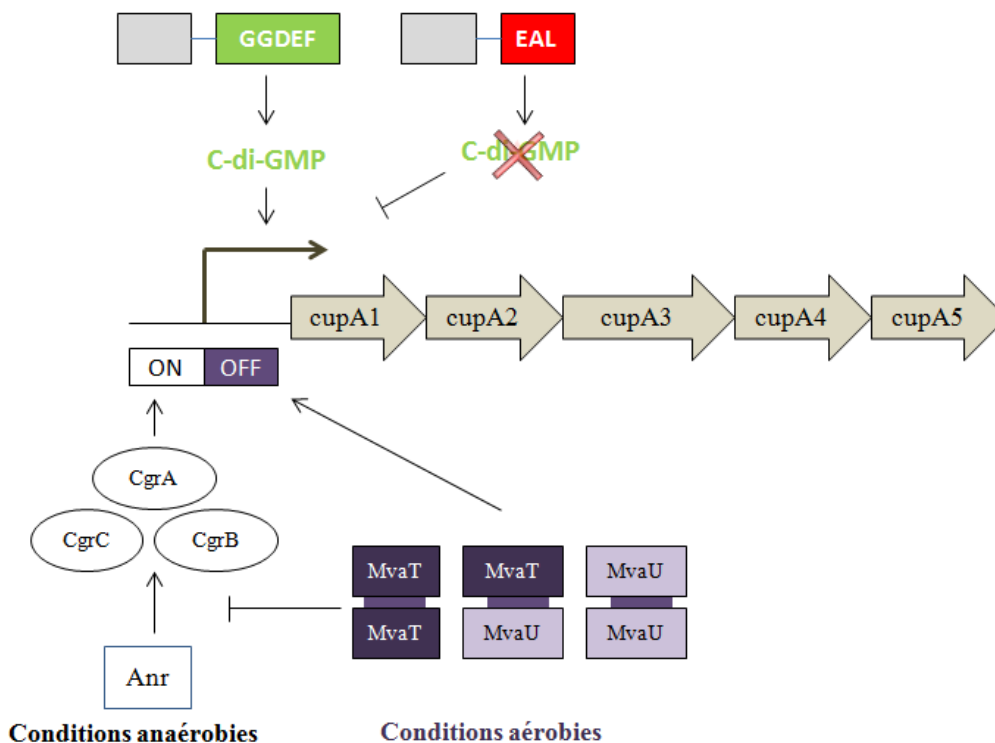 GGDEF
EAL
C-di-GMP
C-di-GMP
cupA1
cupA2
cupA3
cupA4
cupA5
ON
OFF
CgrA
CgrC
CgrB
MvaT
MvaT
MvaU
MvaT
MvaU
MvaU
Anr
Conditions anaérobies
Conditions aérobies